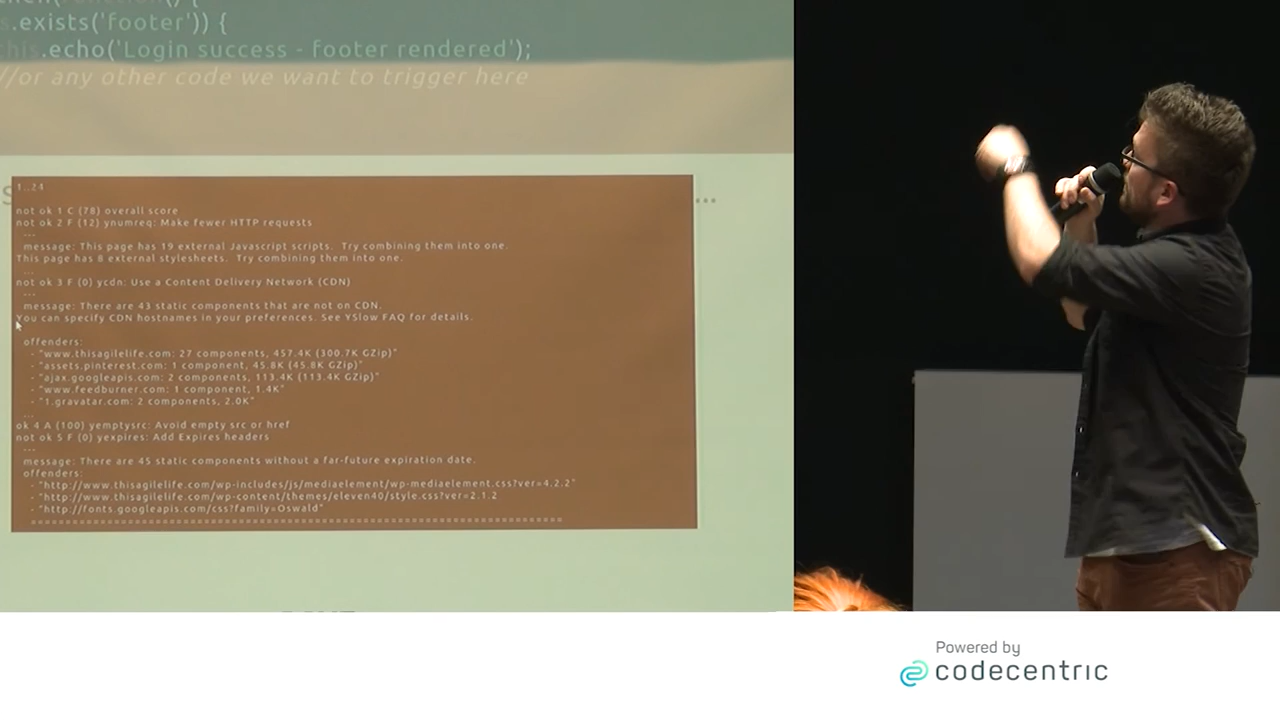 .exists('footer')) {
this.echo('Login success - footer rendered');
//or any other code we want to trigger here
...
1..24
not ok 1 C (78) overall score
not ok 2 F (12) ynumreq: Make fewer HTTP requests
---
message: This page has 19 external Javascript scripts. Try combining them into one.
This page has 8 external stylesheets. Try combining them into one.
...
not ok 3 F (0) ycdn: Use a Content Delivery Network (CDN)
---
message: There are 43 static components that are not on CDN.
You can specify CDN hostnames in your preferences. See YSlow FAQ for details.
offenders:
- "www.thisagilelife.com: 27 components, 457.4K (300.7K GZip)"
- "assets.pinterest.com: 1 component, 45.8K (45.8K GZip)"
- "ajax.googleapis.com: 2 components, 113.4K (113.4K GZip)"
- "www.feedburner.com: 1 component, 1.4K"
- "1.gravatar.com: 2 components, 2.0K"
...
ok 4 A (100) yemptysrc: Avoid empty src or href
not ok 5 F (0) yexpires: Add Expires headers
---
message: There are 45 static components without a far-future expiration date.
offenders:
- "http://www.thisagilelife.com/wp-includes/js/mediaelement/wp-mediaelement.css?ver=4.2.2"
- "http://www.thisagilelife.com/wp-content/themes/eleven40/style.css?ver=2.1.2
- "http://fonts.googleapis.com/css?family=Oswald"
Powered by
codecentric